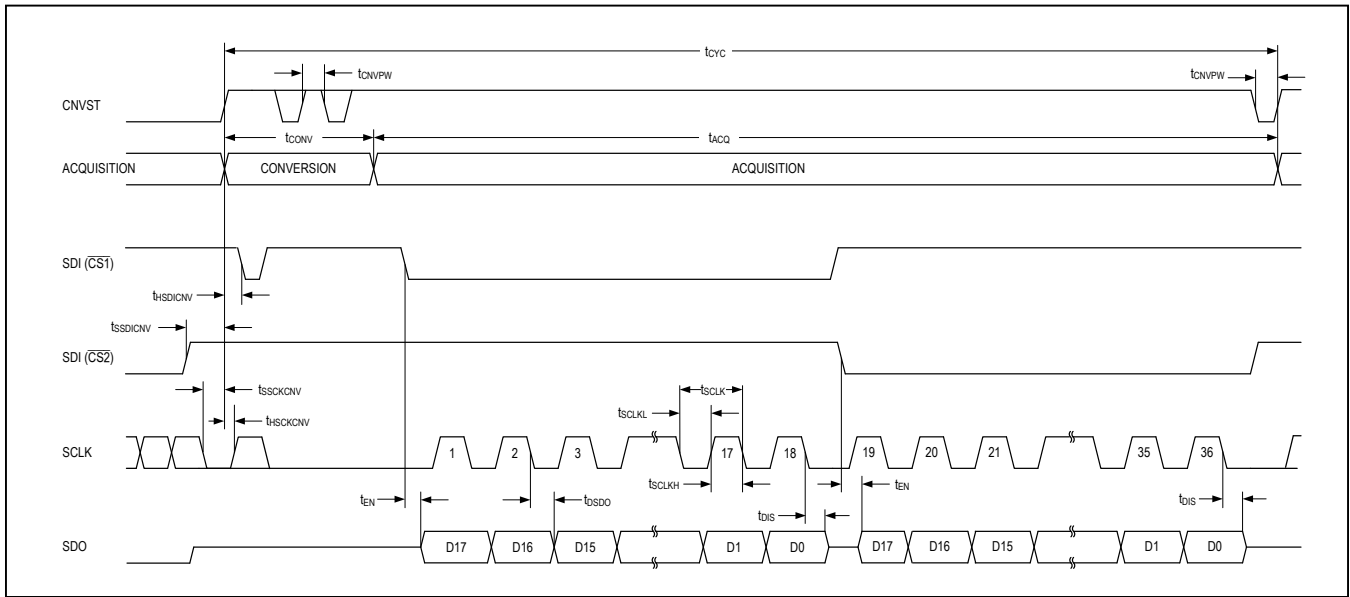 tCYC
tCNVPW
tCNVPW
CNVST
tCONV
tACQ
ACQUISITION
CONVERSION
ACQUISITION
SDI (CS1)
tHSDICNV
tSSDICNV
SDI (CS2)
tSSCKCNV
tSCLK
tSCLKL
tHSCKCNV
SCLK
1 2 3 17 18 19 20 21 35 36
tSCLKH
tEN
tEN
tDSDO
tDIS
tDIS
SDO
D17 D16 D15 D1 D0 D17 D16 D15 D1 D0